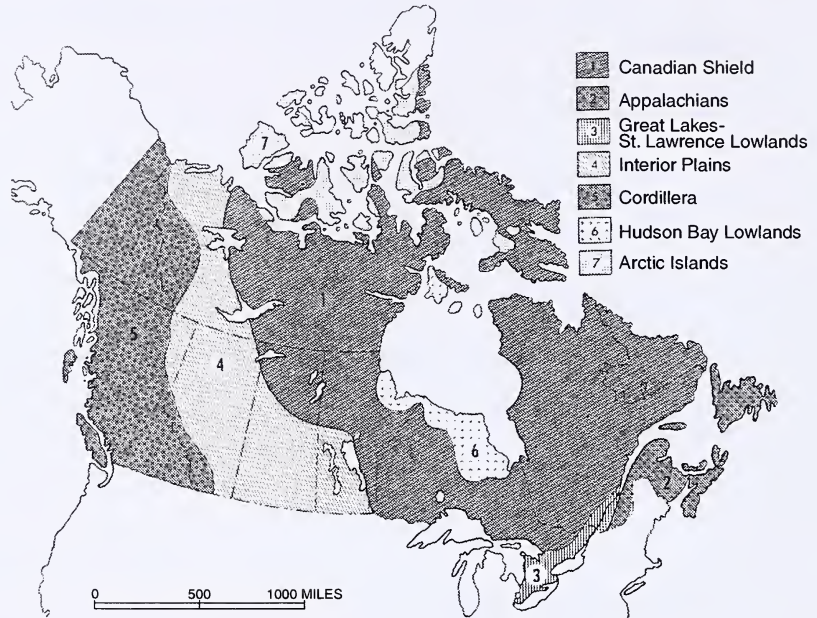 1 Canadian Shield
2 Appalachians
3 Great Lakes-
St. Lawrence Lowlands
4 Interior Plains
5 Cordillera
6 Hudson Bay Lowlands
7 Arctic Islands
7
1
5
4
6
2
3
0 500 1000 MILES